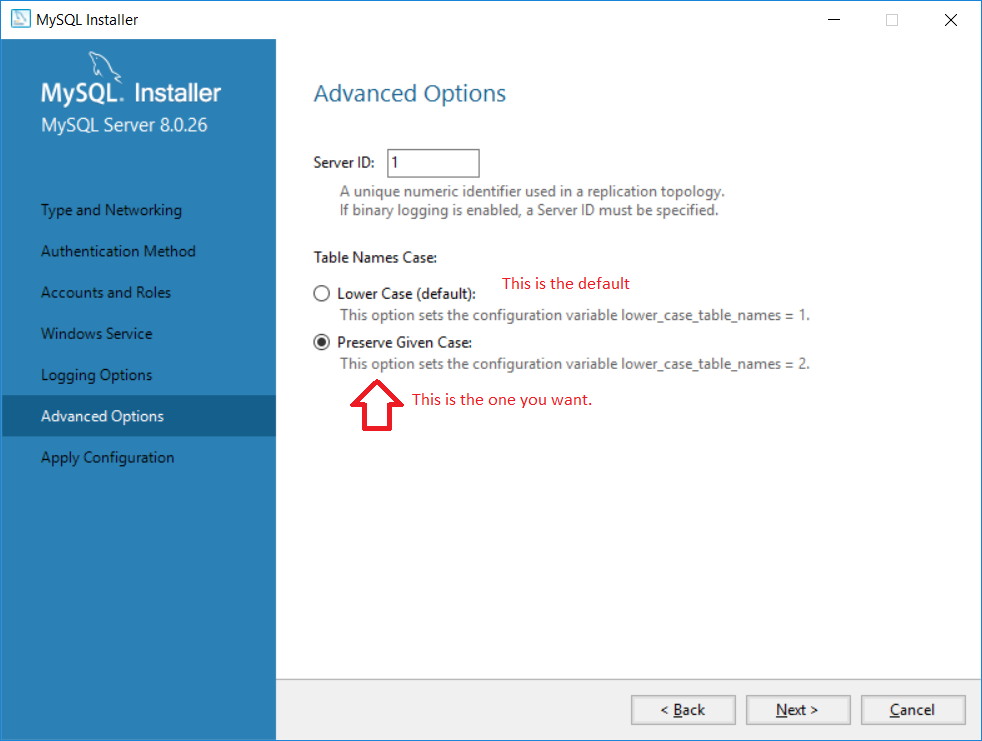 MySQL Installer
MySQL. Installer
MySQL Server 8.0.26
Type and Networking
Authentication Method
Accounts and Roles
Windows Service
Logging Options
Advanced Options
Apply Configuration
Advanced Options
Server ID: 1
A unique numeric identifier used in a replication topology.
If binary logging is enabled, a Server ID must be specified.
Table Names Case:
This is the default
Lower Case (default):
This option sets the configuration variable lower_case_table_names = 1.
Preserve Given Case:
This option sets the configuration variable lower_case_table_names = 2.
This is the one you want.
< Back
Next >
Cancel